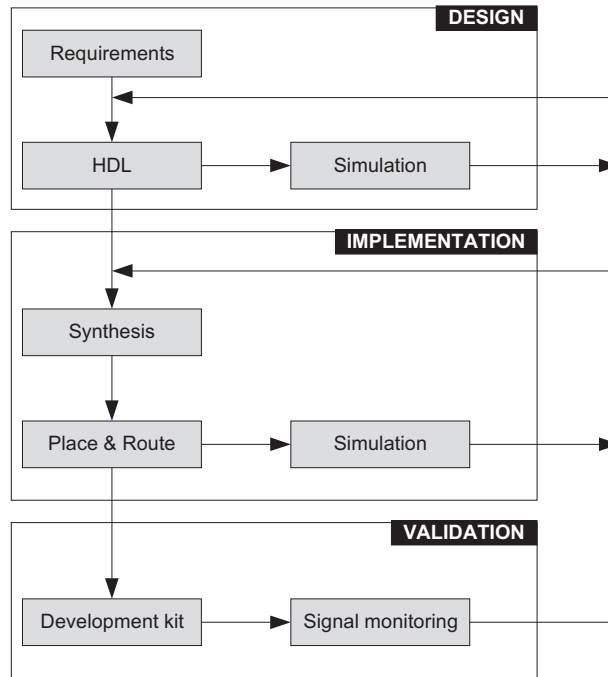 DESIGN
Requirements
HDL
Simulation
IMPLEMENTATION
Synthesis
Place & Route
Simulation
VALIDATION
Development kit
Signal monitoring